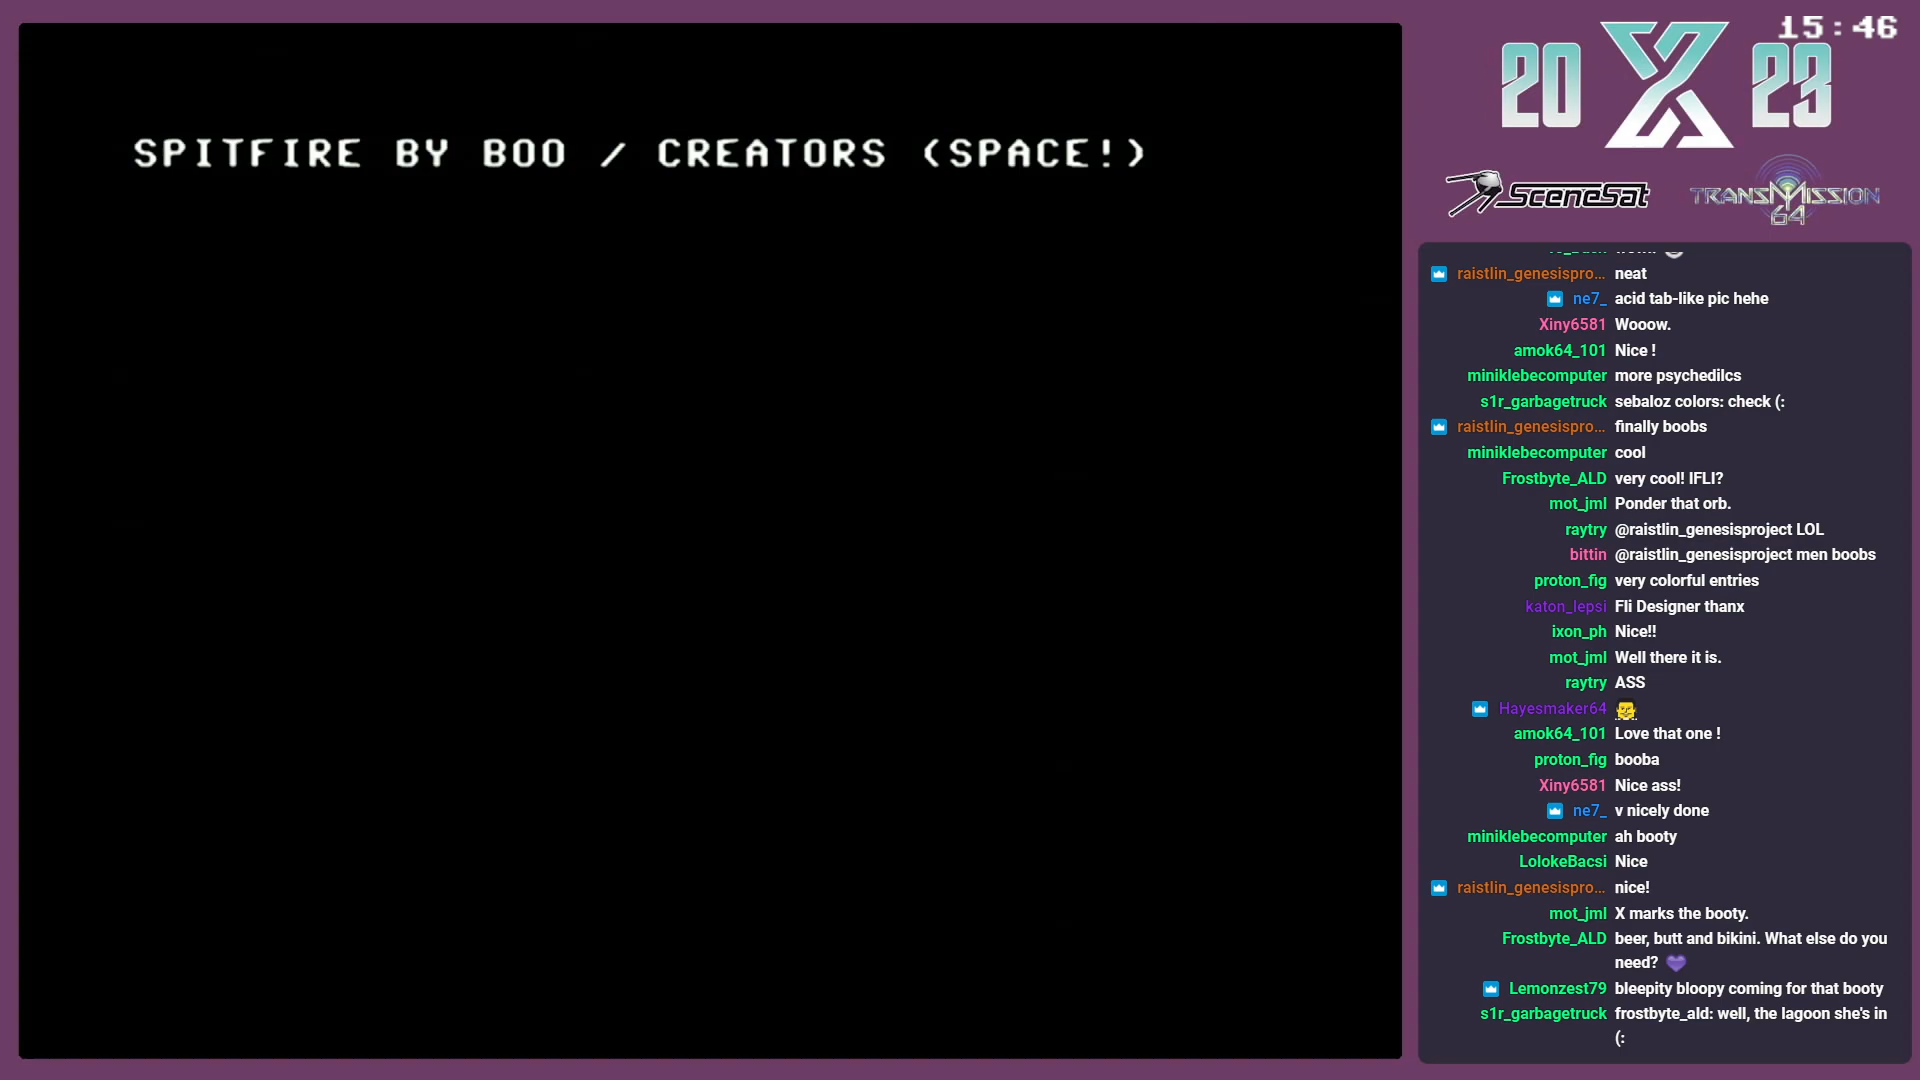 SPITFIRE BY BOO / CREATORS (SPACE!)
15:46
20 X 23
SceneSat
TRANSMISSION
64
raistlin_genesispro... neat
ne7_ acid tab-like pic hehe
Xiny6581 Wooow.
amok64_101 Nice !
miniklebecomputer more psychedilcs
s1r_garbagetruck sebaloz colors: check (:
raistlin_genesispro... finally boobs
miniklebecomputer cool
Frostbyte_ALD very cool! IFLI?
mot_jml Ponder that orb.
raytry @raistlin_genesisproject LOL
bittin @raistlin_genesisproject men boobs
proton_fig very colorful entries
katon_lepsi Fli Designer thanx
ixon_ph Nice!!
mot_jml Well there it is.
raytry ASS
Hayesmaker64
amok64_101 Love that one !
proton_fig booba
Xiny6581 Nice ass!
ne7_ v nicely done
miniklebecomputer ah booty
LolokeBacsi Nice
raistlin_genesispro... nice!
mot_jml X marks the booty.
Frostbyte_ALD beer, butt and bikini. What else do you
need?
Lemonzest79 bleepity bloopy coming for that booty
s1r_garbagetruck frostbyte_ald: well, the lagoon she's in
(: